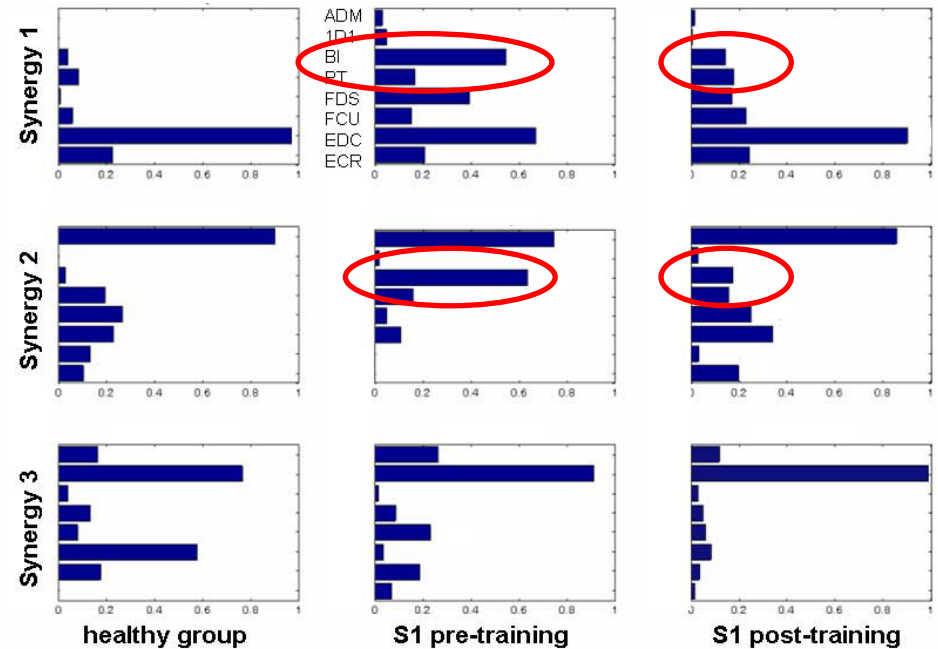 Synergy 1
ADM
1D1
BI
PT
FDS
FCU
EDC
ECR
0 0.2 0.4 0.6 0.8 1
0 0.2 0.4 0.6 0.8 1
0 0.2 0.4 0.6 0.8 1
Synergy 2
0 0.2 0.4 0.6 0.8 1
0 0.2 0.4 0.6 0.8 1
0 0.2 0.4 0.6 0.8 1
Synergy 3
0 0.2 0.4 0.6 0.8 1
0 0.2 0.4 0.6 0.8 1
0 0.2 0.4 0.6 0.8 1
healthy group
S1 pre-training
S1 post-training